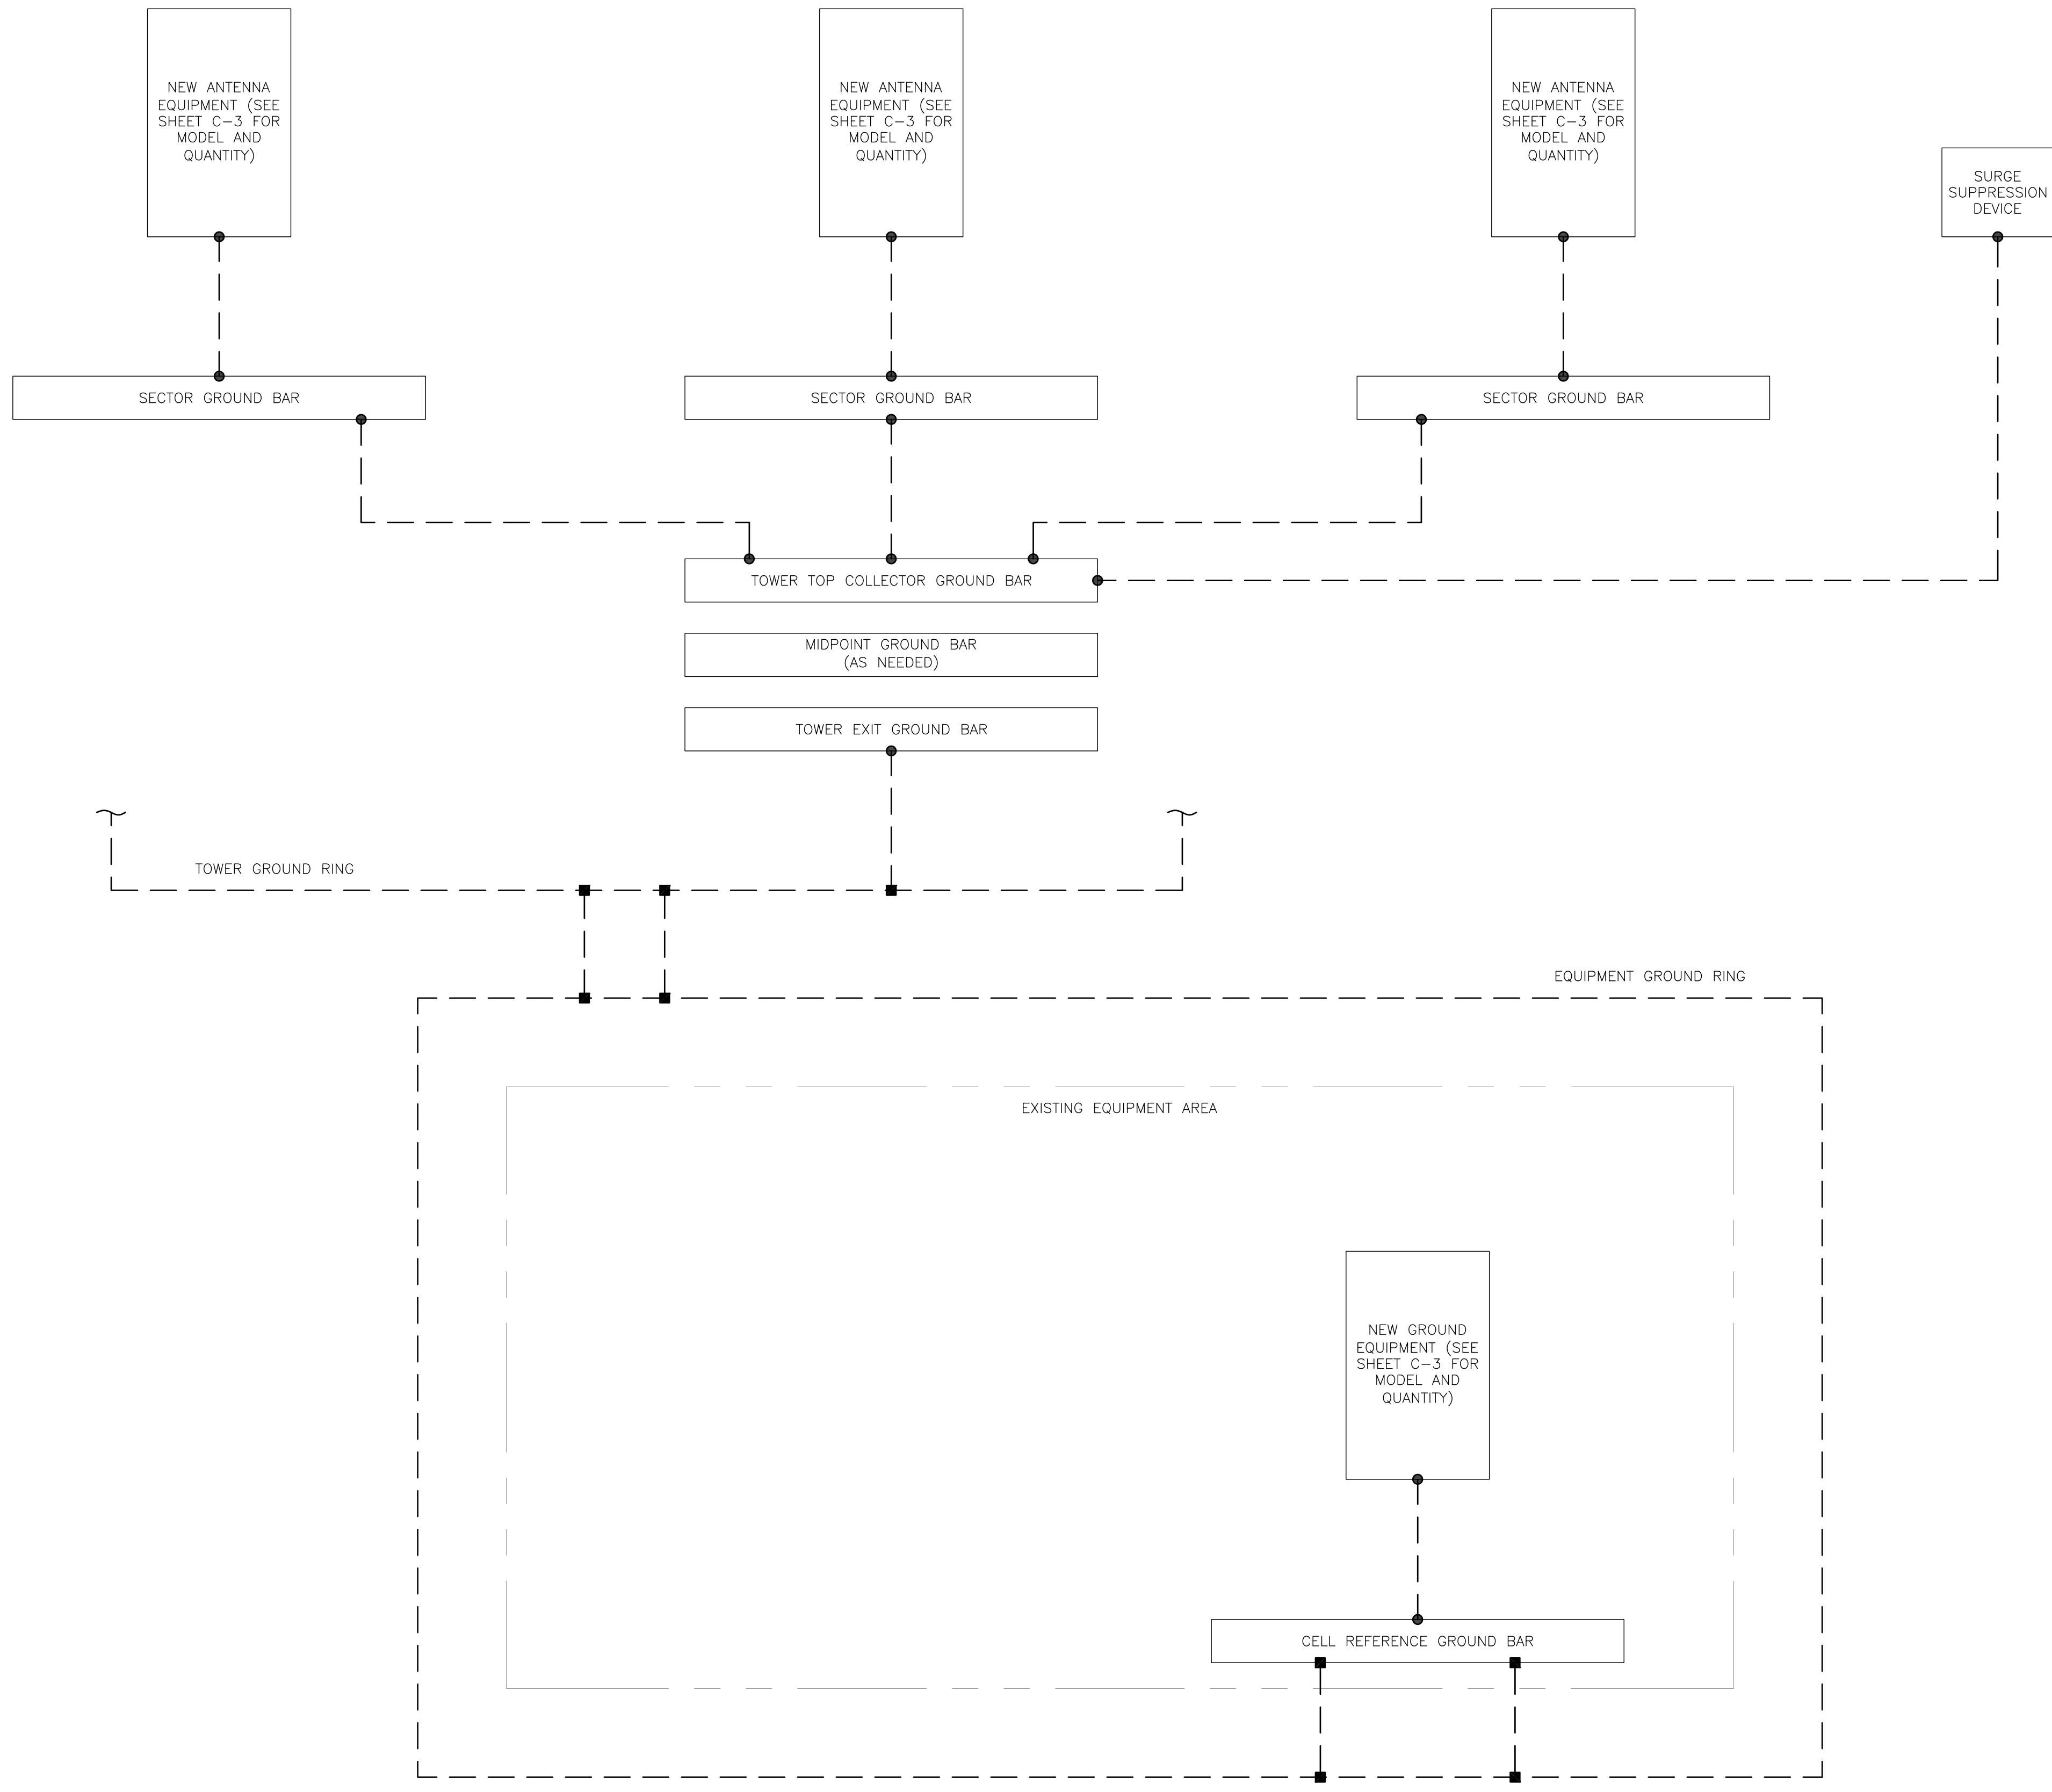 NEW ANTENNA
EQUIPMENT (SEE
SHEET C-3 FOR
MODEL AND
QUANTITY)
NEW ANTENNA
EQUIPMENT (SEE
SHEET C-3 FOR
MODEL AND
QUANTITY)
NEW ANTENNA
EQUIPMENT (SEE
SHEET C-3 FOR
MODEL AND
QUANTITY)
SURGE
SUPPRESSION
DEVICE
SECTOR GROUND BAR
SECTOR GROUND BAR
SECTOR GROUND BAR
TOWER TOP COLLECTOR GROUND BAR
MIDPOINT GROUND BAR
(AS NEEDED)
TOWER EXIT GROUND BAR
TOWER GROUND RING
EQUIPMENT GROUND RING
EXISTING EQUIPMENT AREA
NEW GROUND
EQUIPMENT (SEE
SHEET C-3 FOR
MODEL AND
QUANTITY)
CELL REFERENCE GROUND BAR